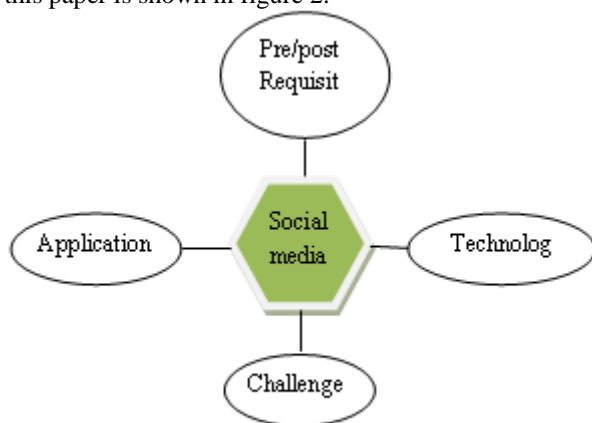 this paper is shown in figure 2.
Pre/post
Requisit
Application
Social
media
Technolog
Challenge